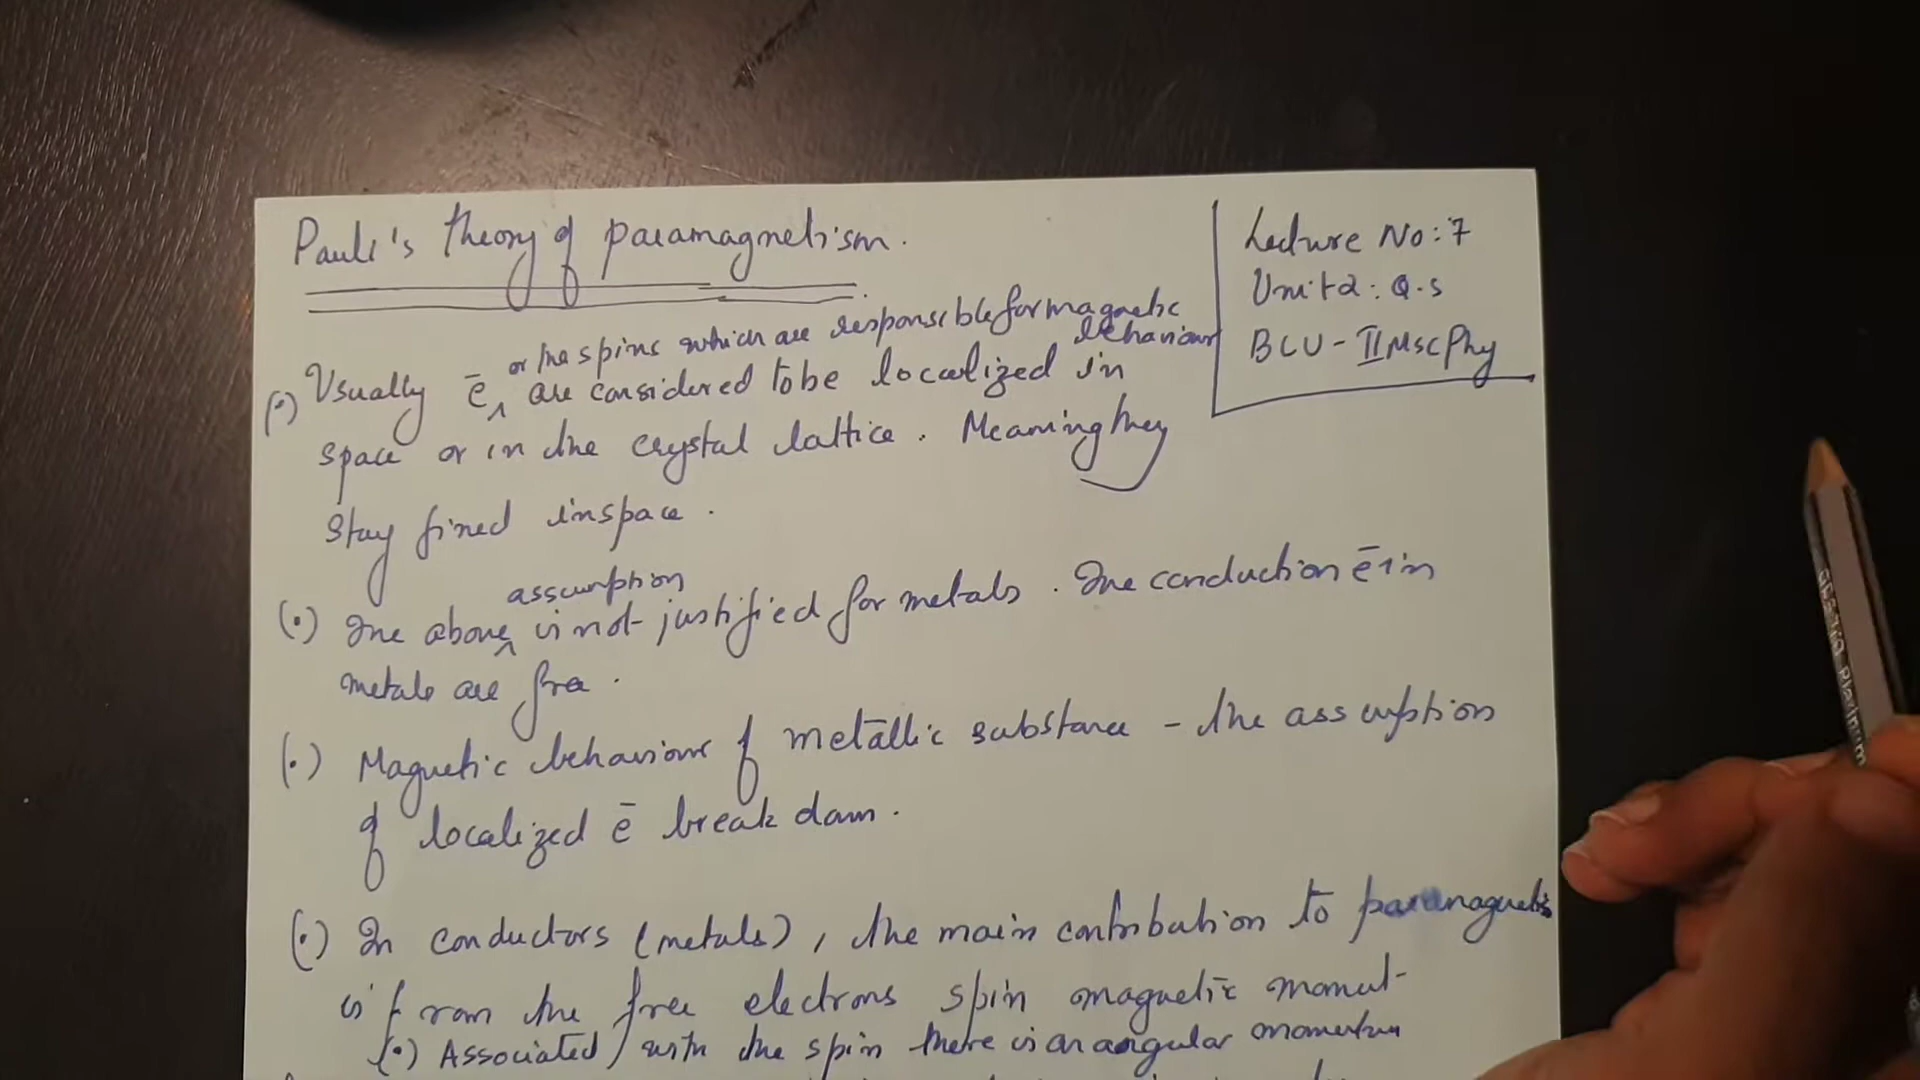 Pauli's theory of paramagnetism.
Lecture No: 7
Unit 2: Q.S
BCU - II MSc Phy
or the spins which are responsible for magnetic
behaviour
(•) Usually ē ^ are considered to be localized in
space or in the crystal lattice. Meaning they
stay fixed in space.
assumption
(•) The above ^ is not justified for metals. The conduction ē in
metals are free.
(•) Magnetic behaviour of metallic substance - the assumption
of localized ē break down.
(•) In conductors (metals), the main contribution to paramagnetis
is from the free electrons spin magnetic moment
(•) Associated with the spin there is an angular momentum
CAMLIN Platinum